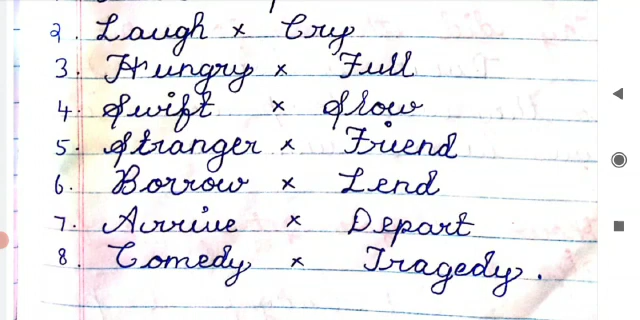 2. Laugh × Cry
3. Hungry × Full
4. Swift × Slow
5. Stranger × Friend
6. Borrow × Lend
7. Arrive × Depart
8. Comedy × Tragedy.